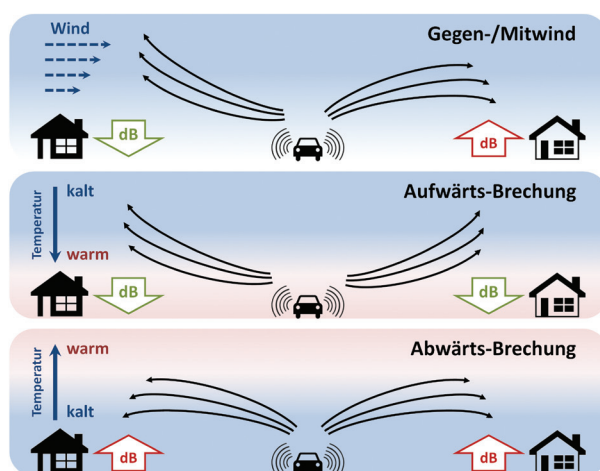 Wind
Gegen-/Mitwind
dB
dB
Temperatur
kalt
warm
Aufwärts-Brechung
dB
dB
Temperatur
warm
kalt
Abwärts-Brechung
dB
dB